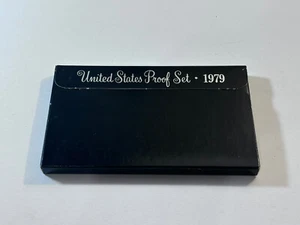 United States Proof Set • 1979